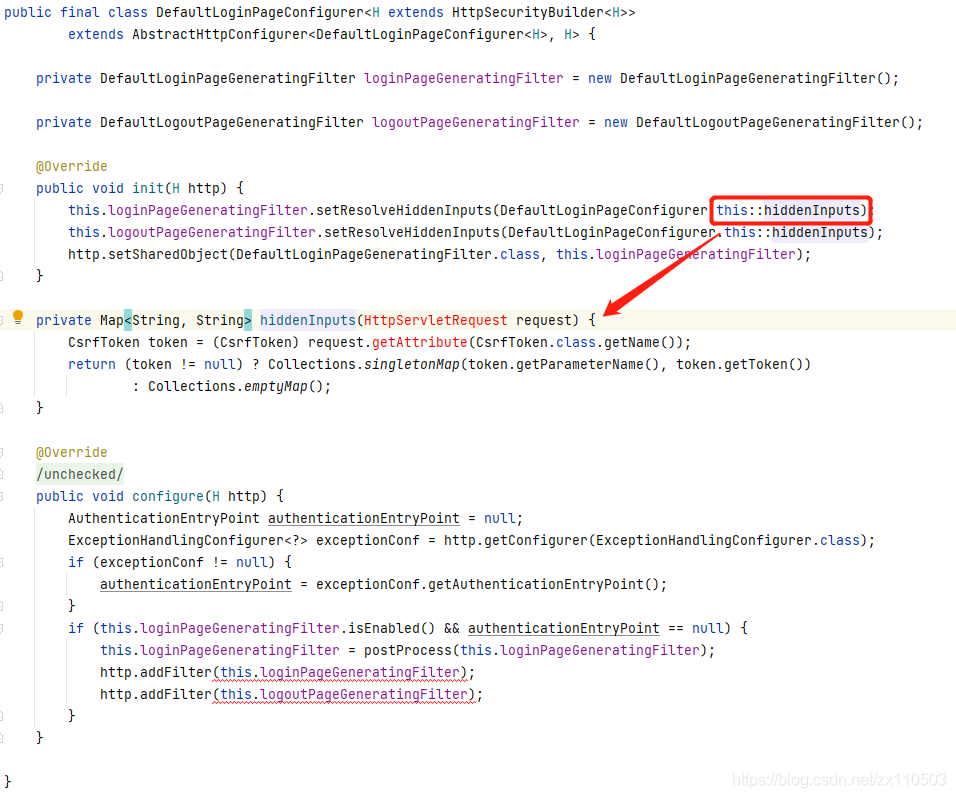 public final class DefaultLoginPageConfigurer<H extends HttpSecurityBuilder<H>>
        extends AbstractHttpConfigurer<DefaultLoginPageConfigurer<H>, H> {
    private DefaultLoginPageGeneratingFilter loginPageGeneratingFilter = new DefaultLoginPageGeneratingFilter();
    private DefaultLogoutPageGeneratingFilter logoutPageGeneratingFilter = new DefaultLogoutPageGeneratingFilter();
    @Override
    public void init(H http) {
        this.loginPageGeneratingFilter.setResolveHiddenInputs(DefaultLoginPageConfigurer.this::hiddenInputs);
        this.logoutPageGeneratingFilter.setResolveHiddenInputs(DefaultLoginPageConfigurer.this::hiddenInputs);
        http.setSharedObject(DefaultLoginPageGeneratingFilter.class, this.loginPageGeneratingFilter);
    }
    private Map<String, String> hiddenInputs(HttpServletRequest request) {
        CsrfToken token = (CsrfToken) request.getAttribute(CsrfToken.class.getName());
        return (token != null) ? Collections.singletonMap(token.getParameterName(), token.getToken())
                : Collections.emptyMap();
    }
    @Override
    /unchecked/
    public void configure(H http) {
        AuthenticationEntryPoint authenticationEntryPoint = null;
        ExceptionHandlingConfigurer<?> exceptionConf = http.getConfigurer(ExceptionHandlingConfigurer.class);
        if (exceptionConf != null) {
            authenticationEntryPoint = exceptionConf.getAuthenticationEntryPoint();
        }
        if (this.loginPageGeneratingFilter.isEnabled() && authenticationEntryPoint == null) {
            this.loginPageGeneratingFilter = postProcess(this.loginPageGeneratingFilter);
            http.addFilter(this.loginPageGeneratingFilter);
            http.addFilter(this.logoutPageGeneratingFilter);
        }
    }
}
https://blog.csdn.net/zx110503